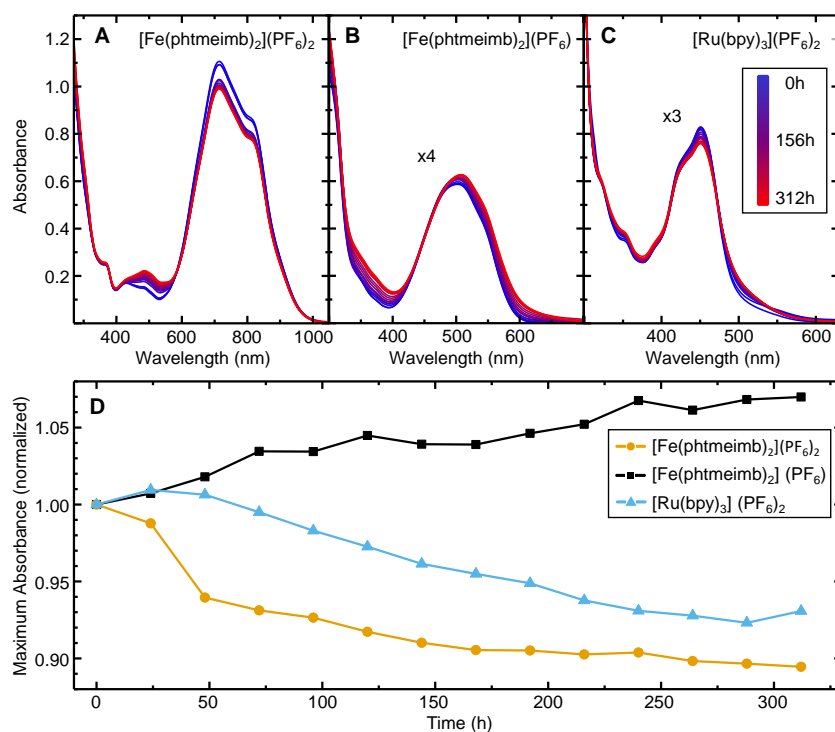 A [Fe(phtmeimb)₂](PF₆)₂
B [Fe(phtmeimb)₂](PF₆)
C [Ru(bpy)₃](PF₆)₂
Absorbance
1.2
1.0
0.8
0.6
0.4
0.2
x4
x3
0h
156h
312h
400 600 800 1000
Wavelength (nm)
300 400 500 600
Wavelength (nm)
400 500 600
Wavelength (nm)
D
Maximum Absorbance (normalized)
1.05
1.00
0.95
0.90
[Fe(phtmeimb)₂](PF₆)₂
[Fe(phtmeimb)₂] (PF₆)
[Ru(bpy)₃] (PF₆)₂
0 50 100 150 200 250 300
Time (h)